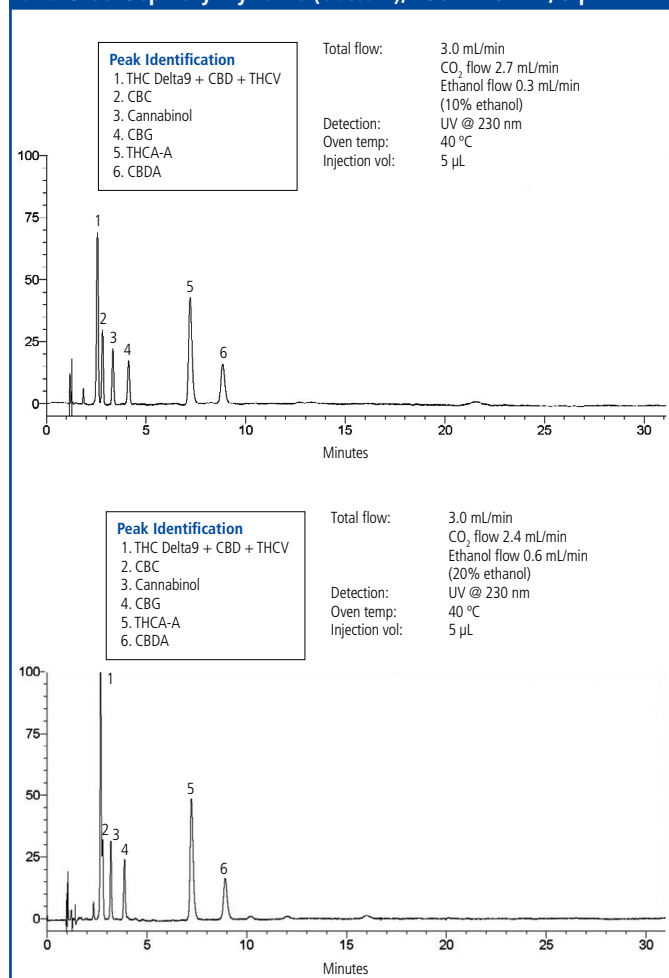 Peak Identification
1. THC Delta9 + CBD + THCV
2. CBC
3. Cannabinol
4. CBG
5. THCA-A
6. CBDA
Total flow: 3.0 mL/min
CO₂ flow 2.7 mL/min
Ethanol flow 0.3 mL/min
(10% ethanol)
Detection: UV @ 230 nm
Oven temp: 40 ºC
Injection vol: 5 µL
100
75
50
25
0
1
2
3
4
5
6
0 5 10 15 20 25 30
Minutes
Peak Identification
1. THC Delta9 + CBD + THCV
2. CBC
3. Cannabinol
4. CBG
5. THCA-A
6. CBDA
Total flow: 3.0 mL/min
CO₂ flow 2.4 mL/min
Ethanol flow 0.6 mL/min
(20% ethanol)
Detection: UV @ 230 nm
Oven temp: 40 ºC
Injection vol: 5 µL
100
75
50
25
0
1
2
3
4
5
6
0 5 10 15 20 25 30
Minutes